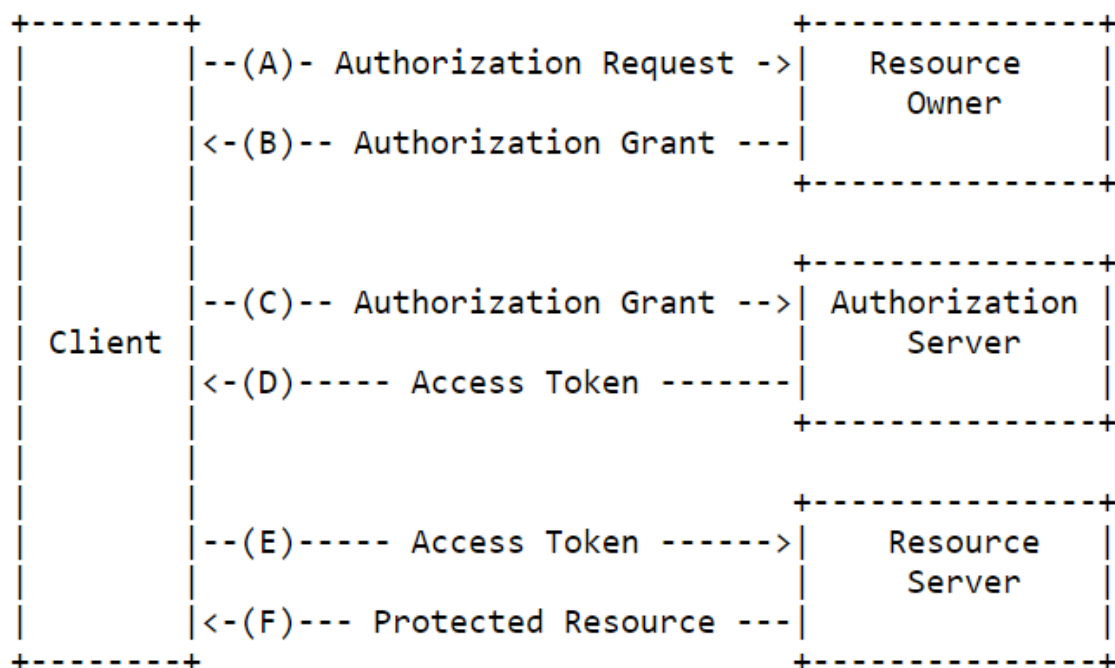 +--------+                               +---------------+
|        |--(A)- Authorization Request ->|   Resource    |
|        |                               |     Owner     |
|        |<-(B)-- Authorization Grant ---|               |
|        |                               +---------------+
|        |
|        |                               +---------------+
|        |--(C)-- Authorization Grant -->| Authorization |
| Client |                               |     Server    |
|        |<-(D)----- Access Token -------|               |
|        |                               +---------------+
|        |
|        |                               +---------------+
|        |--(E)----- Access Token ------>|    Resource   |
|        |                               |     Server    |
|        |<-(F)--- Protected Resource ---|               |
+--------+                               +---------------+